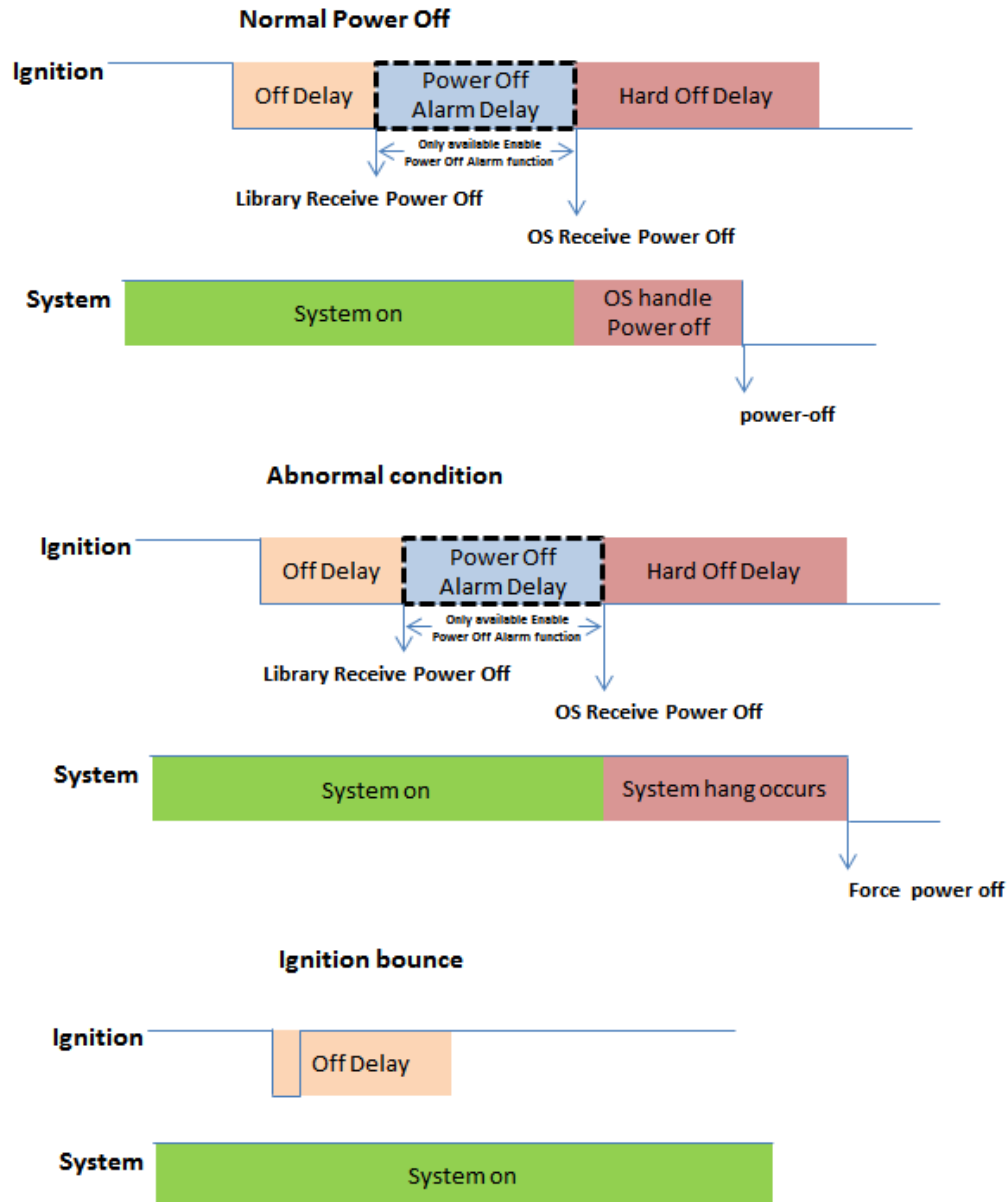 Normal Power Off
Ignition
Off Delay
Power Off
Alarm Delay
Hard Off Delay
Only available Enable
Power Off Alarm function
Library Receive Power Off
OS Receive Power Off
System
System on
OS handle
Power off
power-off
Abnormal condition
Ignition
Off Delay
Power Off
Alarm Delay
Hard Off Delay
Only available Enable
Power Off Alarm function
Library Receive Power Off
OS Receive Power Off
System
System on
System hang occurs
Force power off
Ignition bounce
Ignition
Off Delay
System
System on